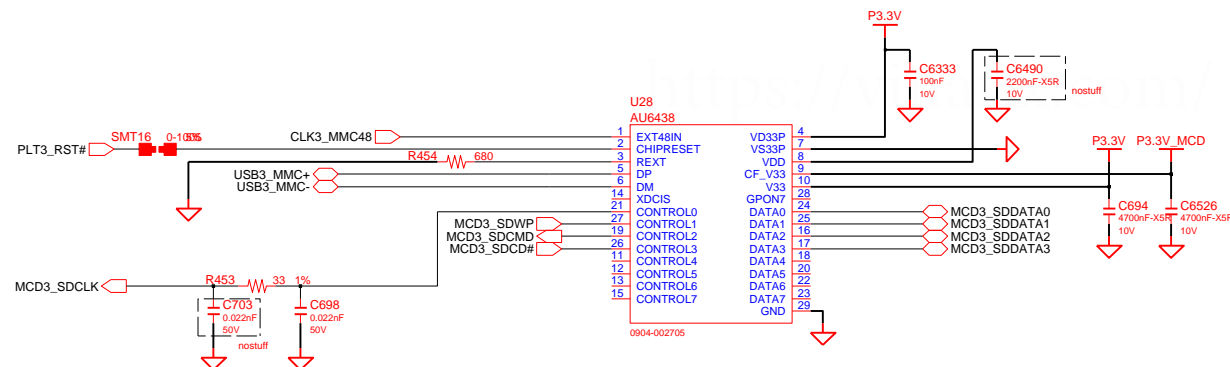 P3.3V
C6333
100nF
10V
C6490
2200nF-X5R
10V
nostuff
U28
AU6438
SMT16
PLT3_RST#
CLK3_MMC48
R454 680
USB3_MMC+
USB3_MMC-
MCD3_SDWP
MCD3_SDCMD
MCD3_SDCD#
MCD3_SDCLK
R453 33 1%
C703
0.022nF
50V
nostuff
C698
0.022nF
50V
1 EXT48IN
2 CHIPRESET
3 REXT
5 DP
6 DM
14 XDCIS
21 CONTROL0
27 CONTROL1
19 CONTROL2
26 CONTROL3
11 CONTROL4
12 CONTROL5
13 CONTROL6
15 CONTROL7
VD33P 4
VS33P 7
VDD 8
CF_V33 9
V33 10
GPON7 28
DATA0 24
DATA1 25
DATA2 16
DATA3 17
DATA4 18
DATA5 20
DATA6 22
DATA7 23
GND 29
0904-002705
MCD3_SDDATA0
MCD3_SDDATA1
MCD3_SDDATA2
MCD3_SDDATA3
P3.3V
P3.3V_MCD
C694
4700nF-X5R
10V
C6526
4700nF-X5R
10V